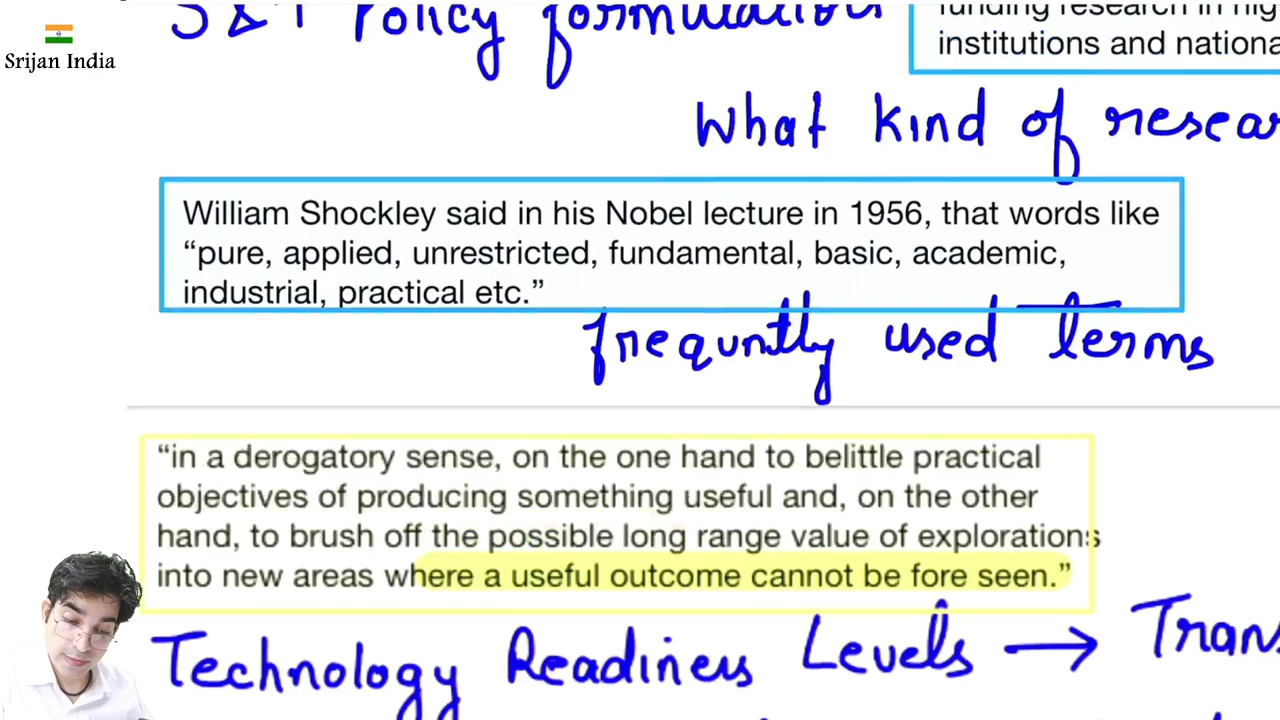 S & T Policy formulation
funding research in hig
institutions and nationa
Srijan India
What kind of resear
William Shockley said in his Nobel lecture in 1956, that words like
“pure, applied, unrestricted, fundamental, basic, academic,
industrial, practical etc.”
frequntly used terms
“in a derogatory sense, on the one hand to belittle practical
objectives of producing something useful and, on the other
hand, to brush off the possible long range value of explorations
into new areas where a useful outcome cannot be fore seen.”
Technology Readiness Levels → Trans